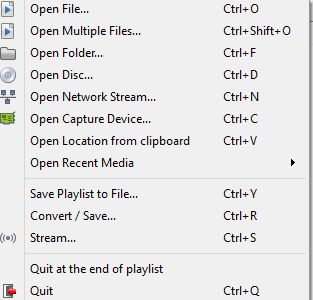 Open File... Ctrl+O
Open Multiple Files... Ctrl+Shift+O
Open Folder... Ctrl+F
Open Disc... Ctrl+D
Open Network Stream... Ctrl+N
Open Capture Device... Ctrl+C
Open Location from clipboard Ctrl+V
Open Recent Media
Save Playlist to File... Ctrl+Y
Convert / Save... Ctrl+R
Stream... Ctrl+S
Quit at the end of playlist
Quit Ctrl+Q